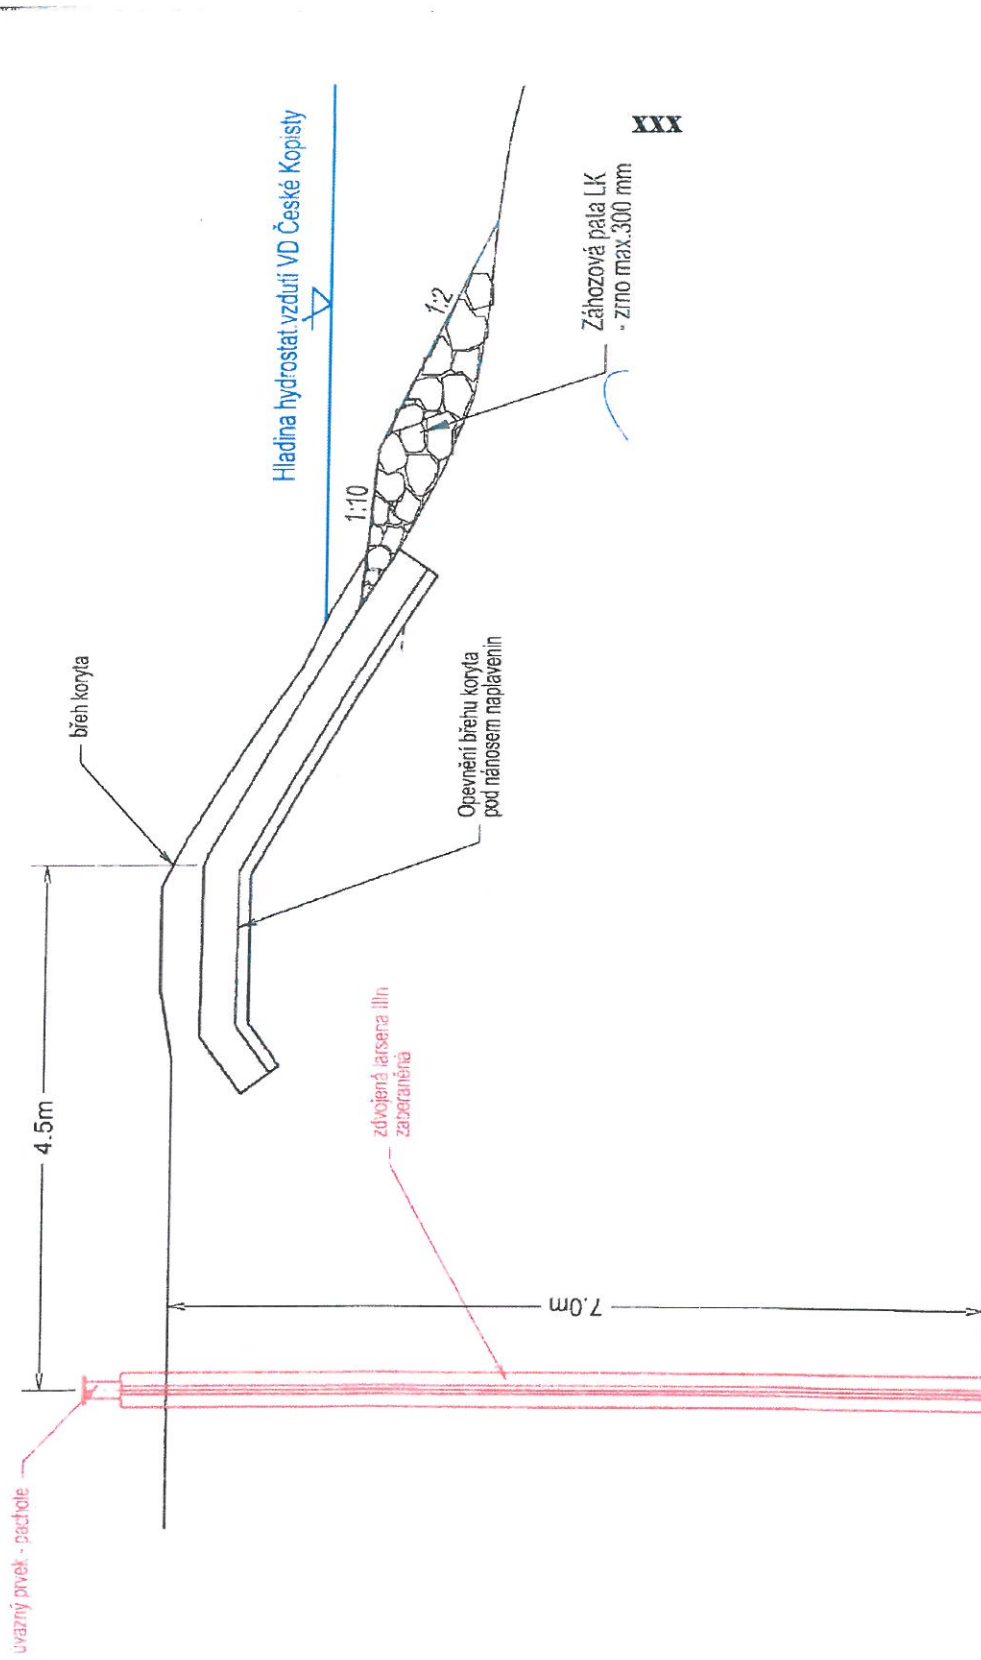 úvazný prvek - pachole
4.5m
břeh koryta
Hladina hydrostat.vzdutí VD České Kopisty
1:10
1:2
xxx
Záhozová pata LK
- zrno max.300 mm
Opevnění břehu koryta
pod nánosem naplavenin
zdvojená larsena IIIn
zaberaněná
7.0m